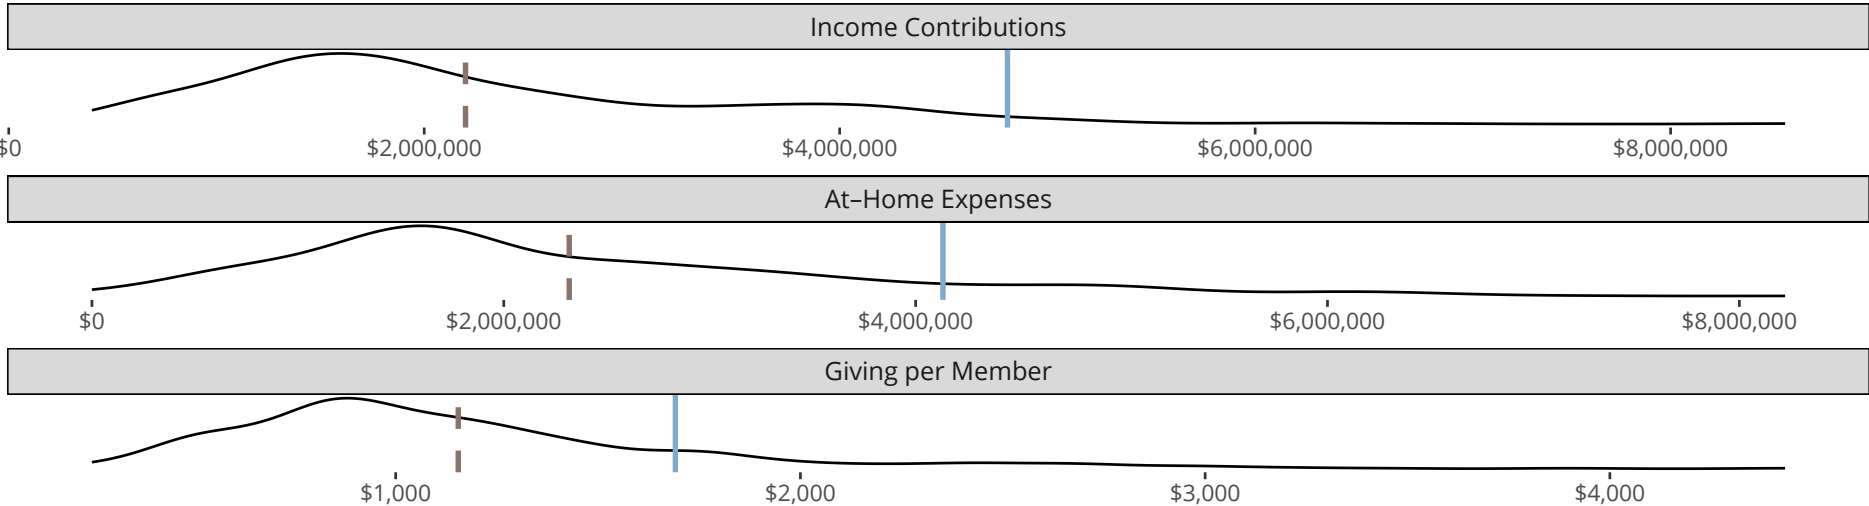 Income Contributions
$0 $2,000,000 $4,000,000 $6,000,000 $8,000,000
At–Home Expenses
$0 $2,000,000 $4,000,000 $6,000,000 $8,000,000
Giving per Member
$1,000 $2,000 $3,000 $4,000